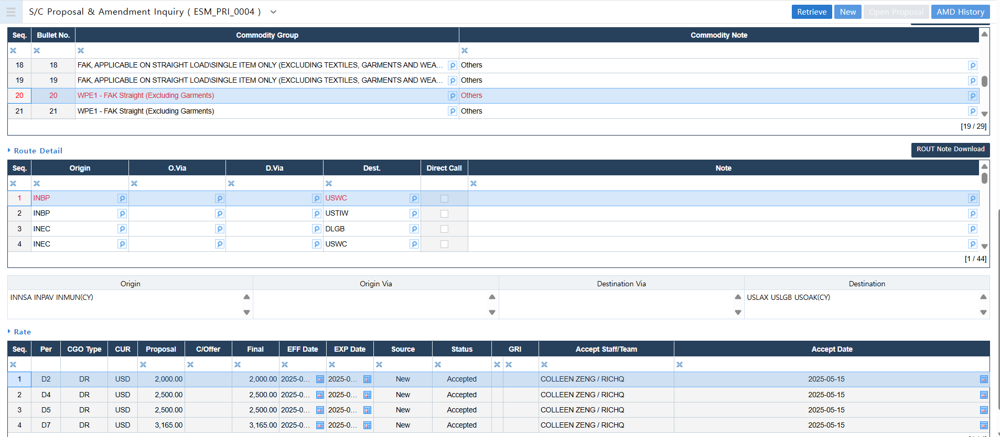 S/C Proposal & Amendment Inquiry ( ESM_PRI_0004 )
Retrieve New Open Proposal AMD History
Seq. Bullet No. Commodity Group Commodity Note
18 18 FAK, APPLICABLE ON STRAIGHT LOAD\SINGLE ITEM ONLY (EXCLUDING TEXTILES, GARMENTS AND WEA... Others
19 19 FAK, APPLICABLE ON STRAIGHT LOAD\SINGLE ITEM ONLY (EXCLUDING TEXTILES, GARMENTS AND WEA... Others
20 20 WPE1 - FAK Straight (Excluding Garments) Others
21 21 WPE1 - FAK Straight (Excluding Garments) Others
[19 / 29]
Route Detail
ROUT Note Download
Seq. Origin O.Via D.Via Dest. Direct Call Note
1 INBP USWC
2 INBP USTIW
3 INEC DLGB
4 INEC USWC
[1 / 44]
Origin Origin Via Destination Via Destination
INNSA INPAV INMUN(CY) USLAX USLGB USOAK(CY)
Rate
Seq. Per CGO Type CUR Proposal C/Offer Final EFF Date EXP Date Source Status GRI Accept Staff/Team Accept Date
1 D2 DR USD 2,000.00 2,000.00 2025-0... 2025-0... New Accepted COLLEEN ZENG / RICHQ 2025-05-15
2 D4 DR USD 2,500.00 2,500.00 2025-0... 2025-0... New Accepted COLLEEN ZENG / RICHQ 2025-05-15
3 D5 DR USD 2,500.00 2,500.00 2025-0... 2025-0... New Accepted COLLEEN ZENG / RICHQ 2025-05-15
4 D7 DR USD 3,165.00 3,165.00 2025-0... 2025-0... New Accepted COLLEEN ZENG / RICHQ 2025-05-15